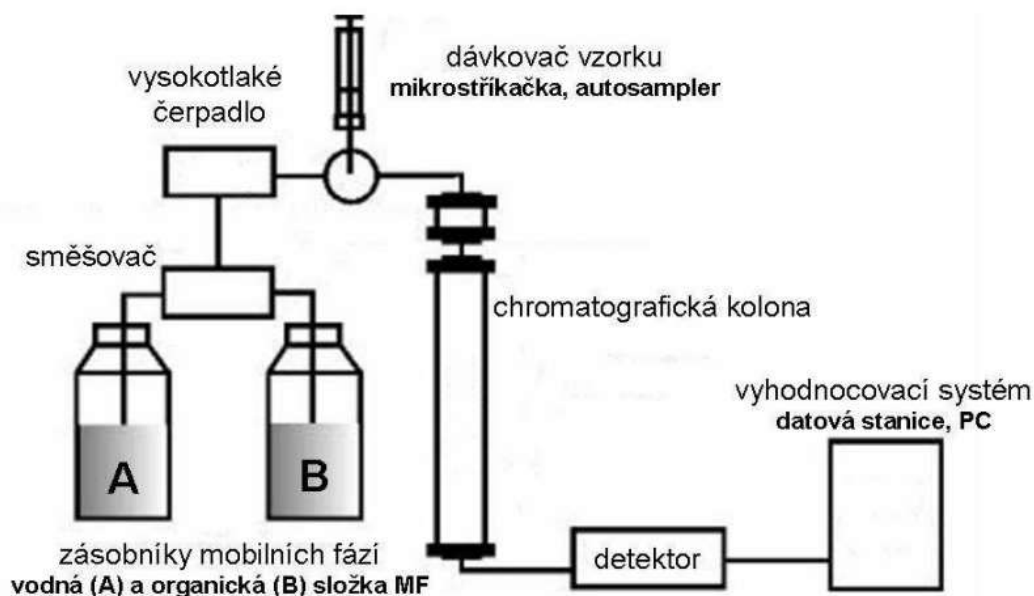 dávkovač vzorku
mikrostříkačka, autosampler
vysokotlaké
čerpadlo
směšovač
chromatografická kolona
A
B
vyhodnocovací systém
datová stanice, PC
detektor
zásobníky mobilních fází
vodná (A) a organická (B) složka MF